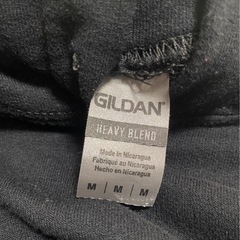 GILDAN
HEAVY BLEND
Made in Nicaragua
Fabriqué au Nicaragua
Hecho en Nicaragua
M M M